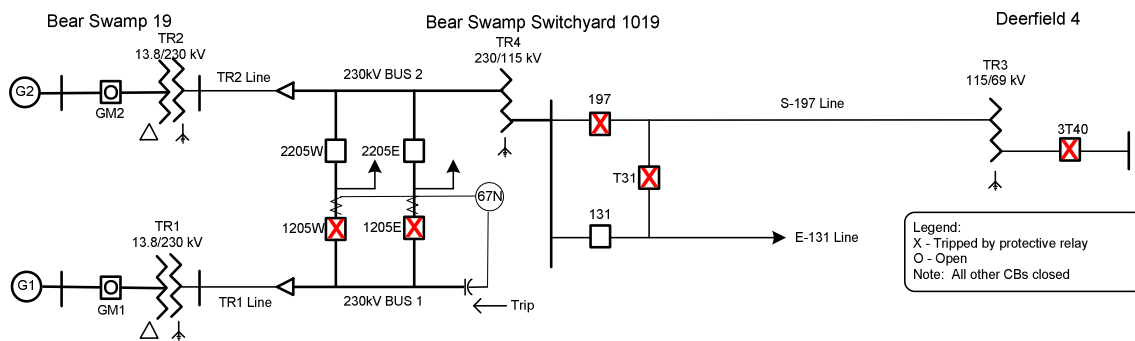 Bear Swamp 19
Bear Swamp Switchyard 1019
Deerfield 4
TR2
13.8/230 kV
TR4
230/115 kV
TR3
115/69 kV
G2
GM2
TR2 Line
230kV BUS 2
197
S-197 Line
3T40
2205W
2205E
67N
T31
1205W
1205E
131
E-131 Line
TR1
13.8/230 kV
G1
GM1
TR1 Line
230kV BUS 1
Trip
Legend:
X - Tripped by protective relay
O - Open
Note: All other CBs closed